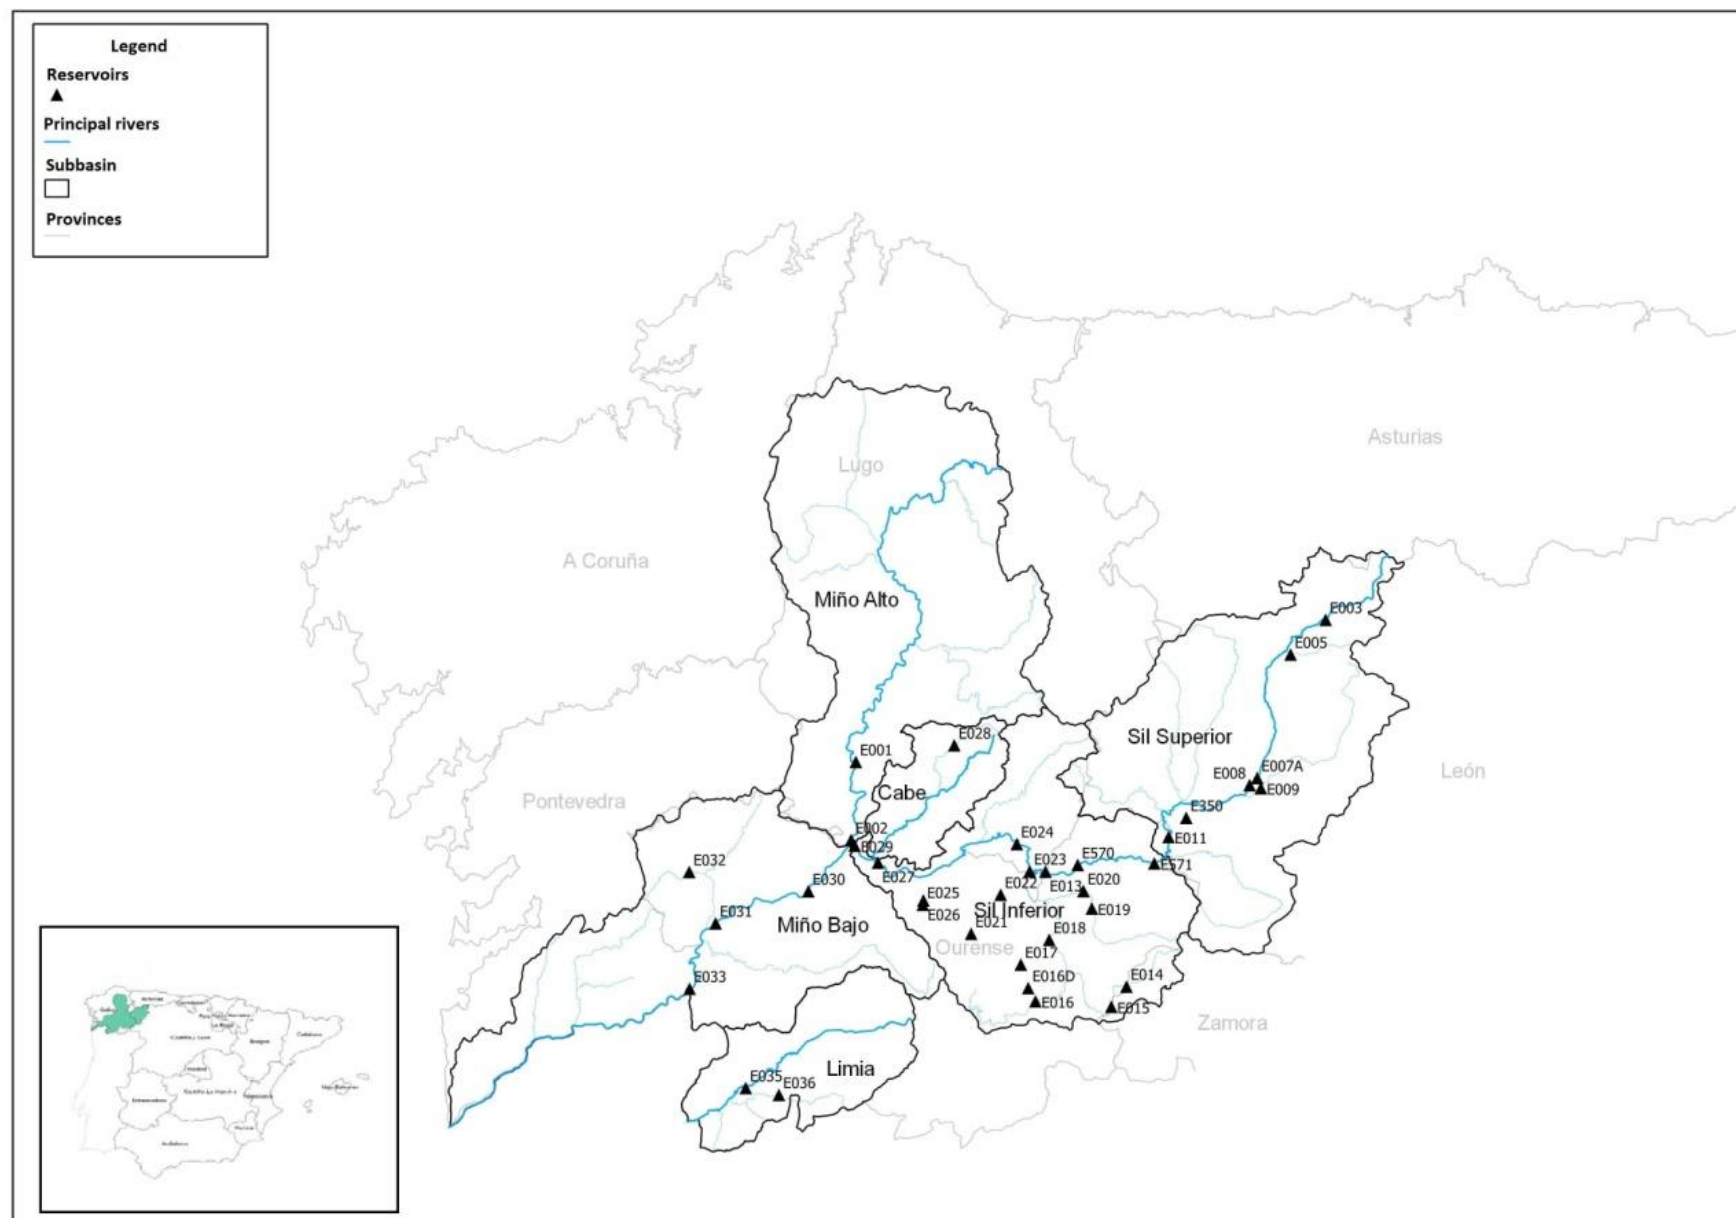 Legend
Reservoirs
Principal rivers
Subbasin
Provinces
Asturias
Lugo
A Coruña
Miño Alto
E003
E005
Sil Superior
E028
E001
León
E007A
E008
E009
Pontevedra
Cabe
E350
E002
E024
E011
E029
E032
E023
E570
E571
E027
E030
E022
E013
E020
E025
E026
Sil Inferior
E019
E031
Miño Bajo
E021
E018
Ourense
E017
E033
E016D
E014
E016
E015
Zamora
Limia
E035
E036